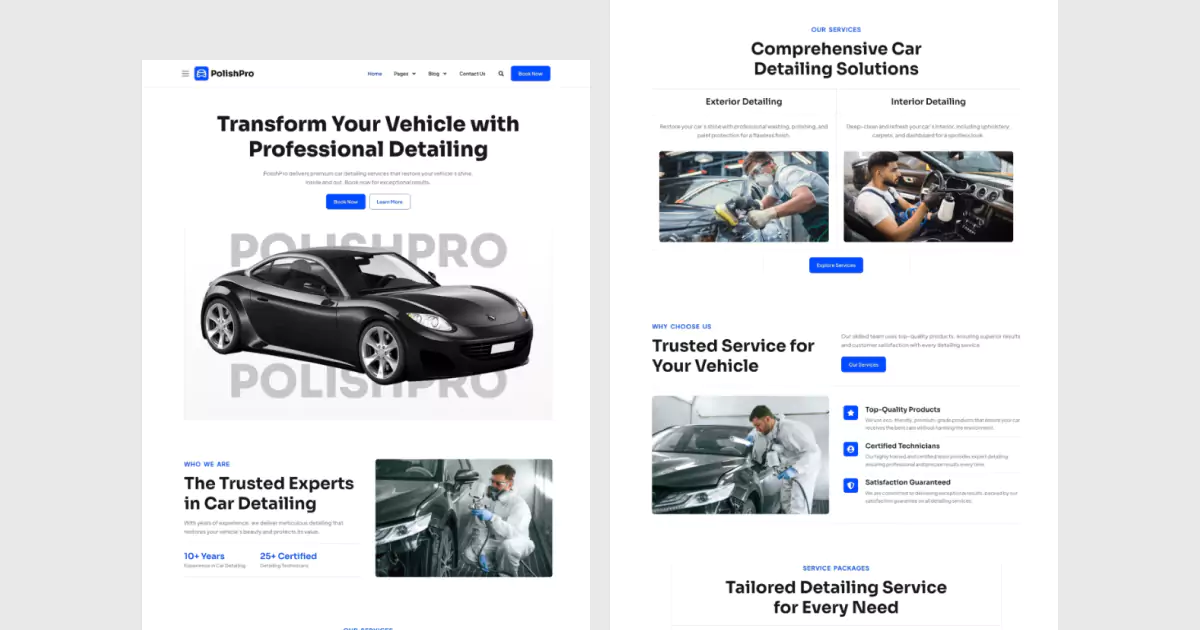 PolishPro
Home
Pages
Blog
Contact Us
Book Now
Transform Your Vehicle with
Professional Detailing
PolishPro delivers premium car detailing services that restore your vehicle's shine,
inside and out. Book now for exceptional results.
Book Now
Learn More
POLISHPRO
POLISHPRO
WHO WE ARE
The Trusted Experts
in Car Detailing
With years of experience, we deliver meticulous detailing that
restores your vehicle's beauty and protects its value.
10+ Years
Experience in Car Detailing
25+ Certified
Detailing Technicians
OUR SERVICES
OUR SERVICES
Comprehensive Car
Detailing Solutions
Exterior Detailing
Restore your car's shine with professional washing, polishing, and
paint protection for a flawless finish.
Interior Detailing
Deep-clean and refresh your car's interior, including upholstery,
carpets, and dashboard for a spotless look.
Explore Services
WHY CHOOSE US
Trusted Service for
Your Vehicle
Our skilled team uses top-quality products, ensuring superior results
and customer satisfaction with every detailing service.
Our Services
Top-Quality Products
We use eco-friendly, premium-grade products that ensure your car
receives the best care without harming the environment.
Certified Technicians
Our highly trained and certified team provides expert detailing,
ensuring professional and precise results every time.
Satisfaction Guaranteed
We are committed to delivering exceptional results, backed by our
satisfaction guarantee on all detailing services.
SERVICE PACKAGES
Tailored Detailing Service
for Every Need